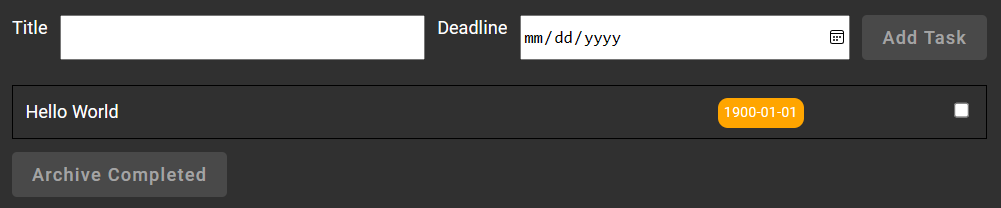 Title Deadline mm/dd/yyyy Add Task
Hello World 1900-01-01
Archive Completed